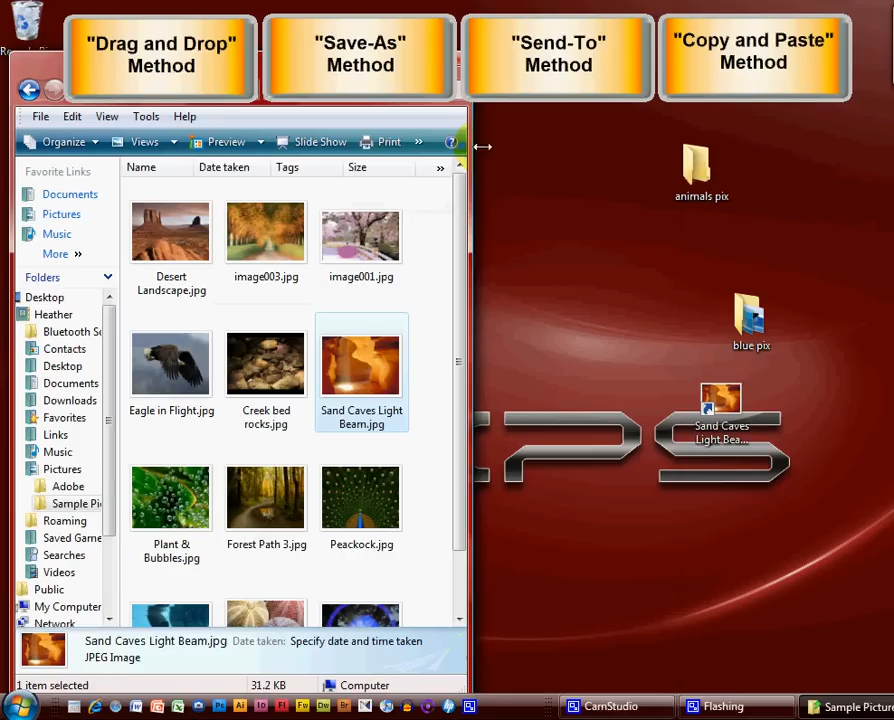 "Drag and Drop"
Method
"Save-As"
Method
"Send-To"
Method
"Copy and Paste"
Method
File Edit View Tools Help
Organize Views Preview Slide Show Print »
Name Date taken Tags Size »
Favorite Links
Documents
Pictures
Music
More »
Folders
Desktop
Heather
Bluetooth
Contacts
Desktop
Documents
Downloads
Favorites
Links
Music
Pictures
Adobe
Sample Pi
Roaming
Saved Game
Searches
Videos
Public
My Computer
Network
Desert
Landscape.jpg
image003.jpg
image001.jpg
Eagle in Flight.jpg
Creek bed
rocks.jpg
Sand Caves Light
Beam.jpg
Plant &
Bubbles.jpg
Forest Path 3.jpg
Peackock.jpg
Sand Caves Light Beam.jpg Date taken: Specify date and time taken
JPEG Image
1 item selected 31.2 KB Computer
animals pix
blue pix
Sand Caves
Light Bea...
XPS
CamStudio
Flashing
Sample Picture